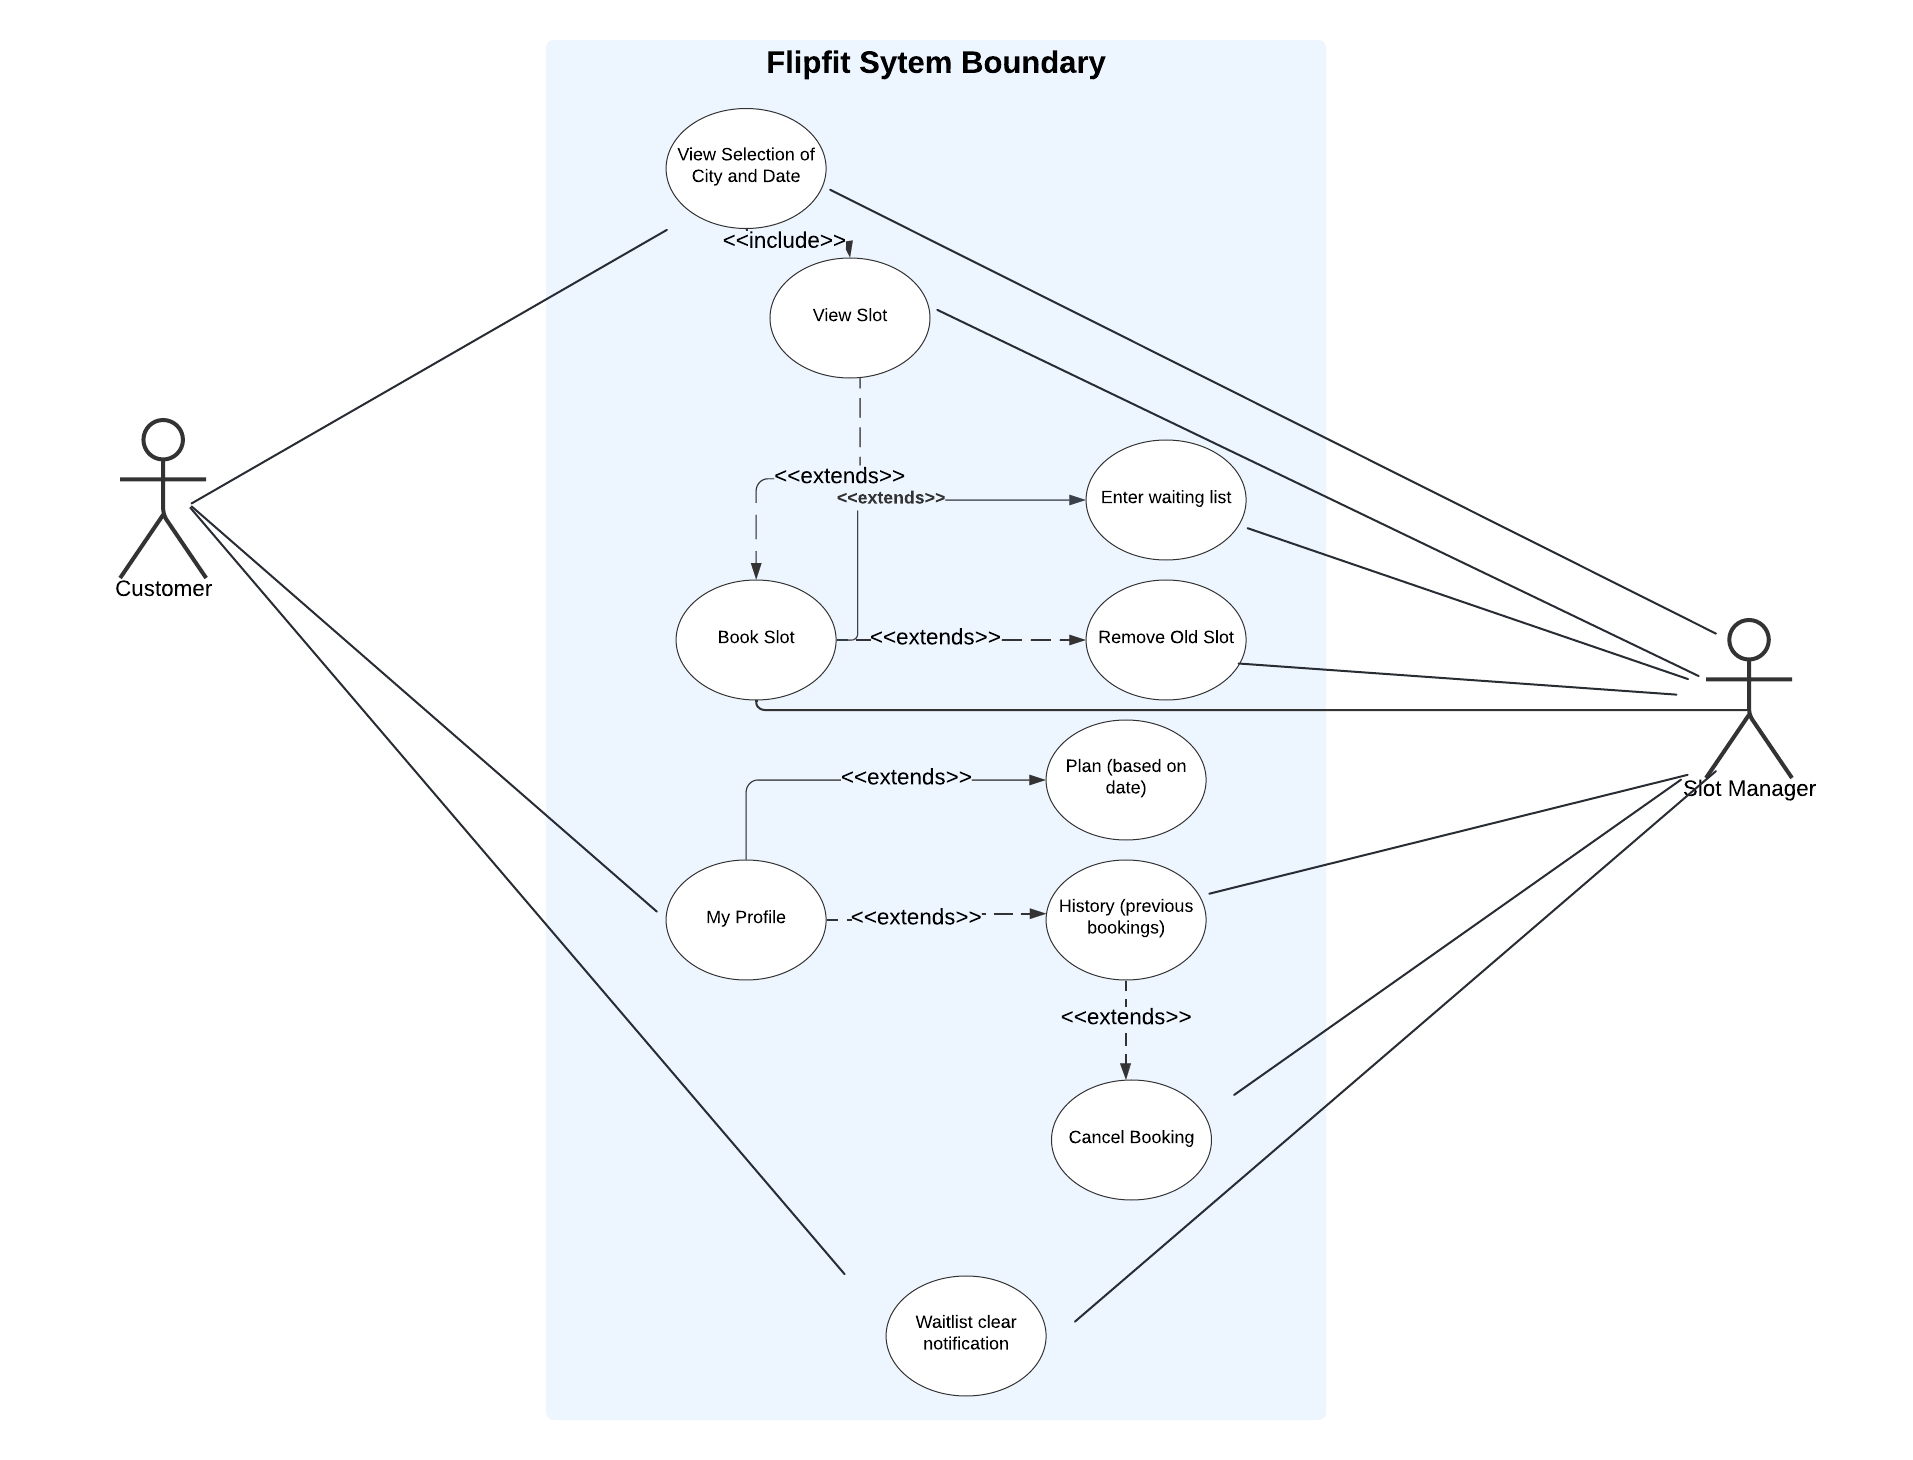 Flipfit Sytem Boundary
View Selection of
City and Date
<<include>>
View Slot
<<extends>>
<<extends>>
Enter waiting list
Customer
Book Slot
<<extends>>
Remove Old Slot
Plan (based on
date)
<<extends>>
Slot Manager
My Profile
<<extends>>
History (previous
bookings)
<<extends>>
Cancel Booking
Waitlist clear
notification